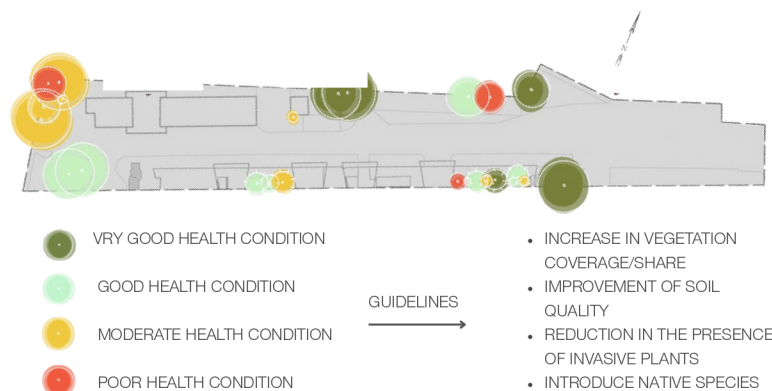 VRY GOOD HEALTH CONDITION
GOOD HEALTH CONDITION
MODERATE HEALTH CONDITION
POOR HEALTH CONDITION
GUIDELINES
• INCREASE IN VEGETATION
COVERAGE/SHARE
• IMPROVEMENT OF SOIL
QUALITY
• REDUCTION IN THE PRESENCE
OF INVASIVE PLANTS
• INTRODUCE NATIVE SPECIES